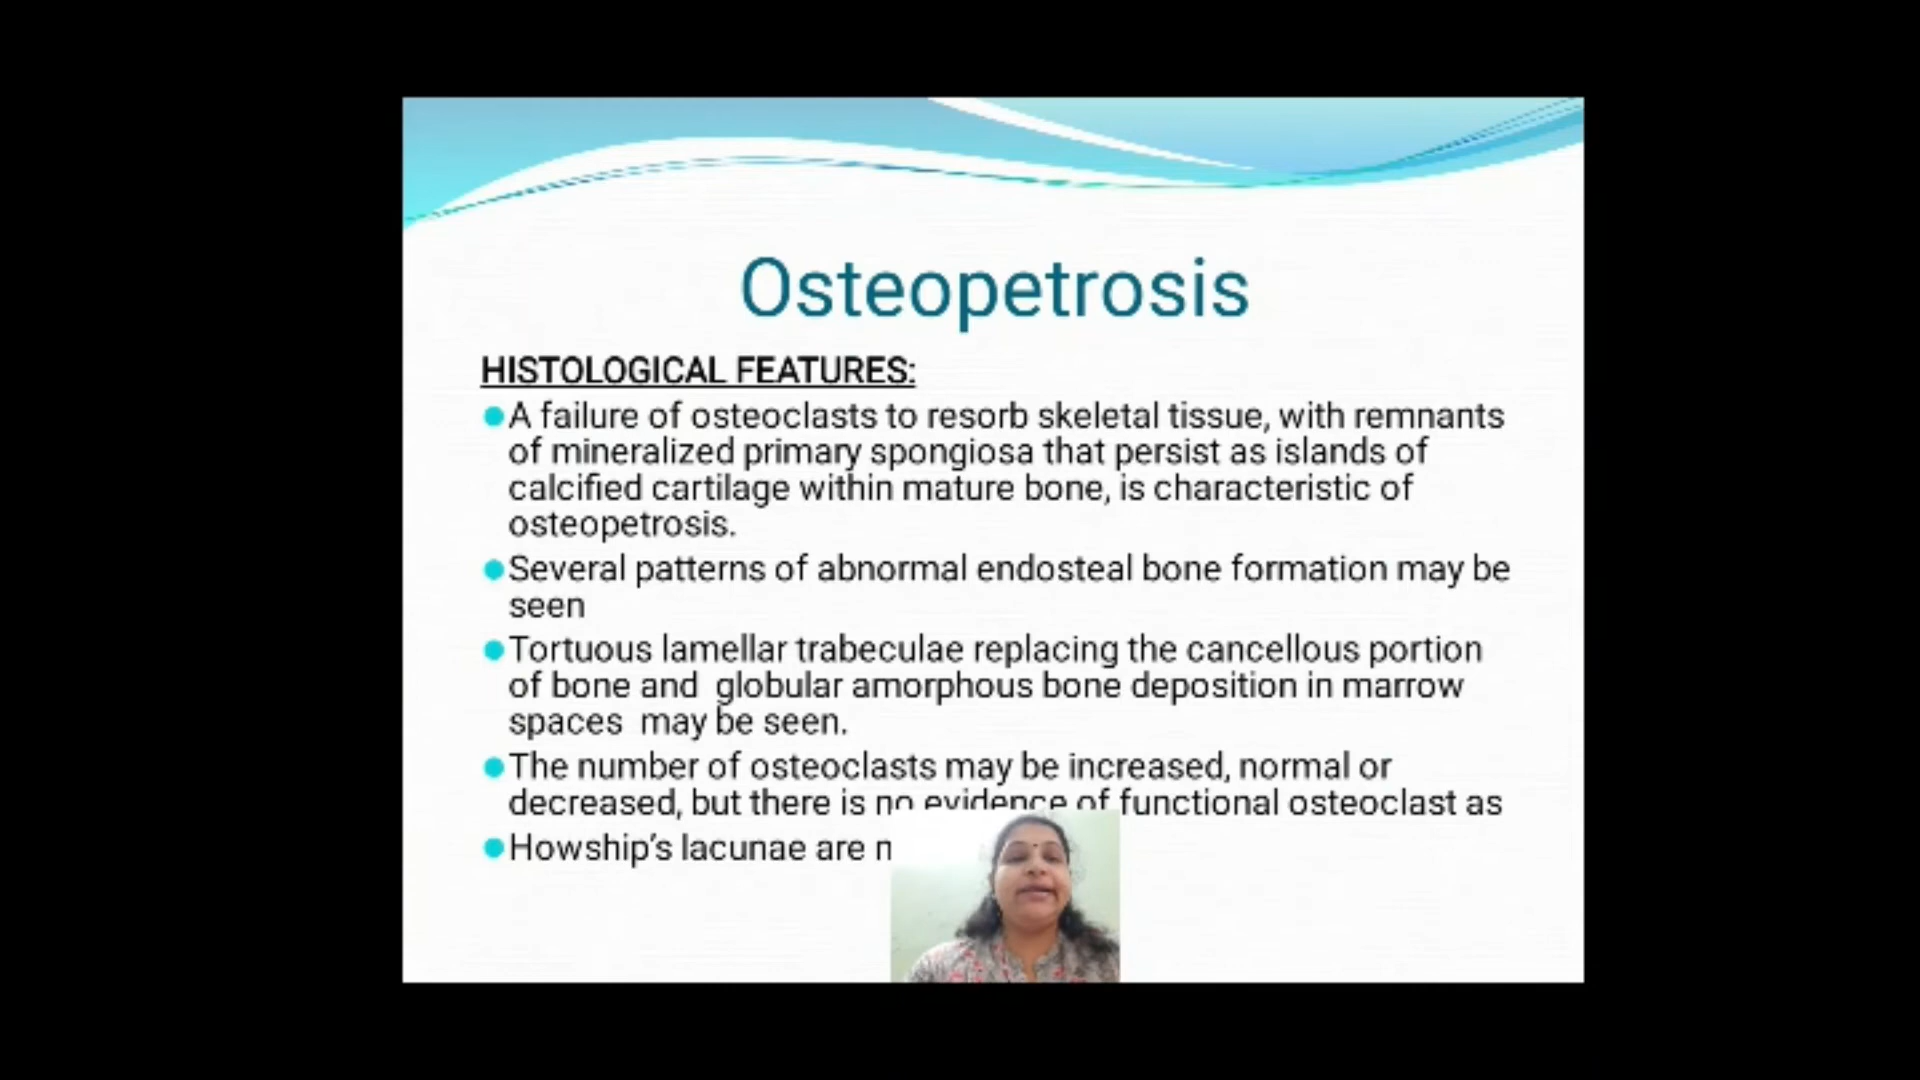 Osteopetrosis
HISTOLOGICAL FEATURES:
A failure of osteoclasts to resorb skeletal tissue, with remnants
of mineralized primary spongiosa that persist as islands of
calcified cartilage within mature bone, is characteristic of
osteopetrosis.
Several patterns of abnormal endosteal bone formation may be
seen
Tortuous lamellar trabeculae replacing the cancellous portion
of bone and globular amorphous bone deposition in marrow
spaces may be seen.
The number of osteoclasts may be increased, normal or
decreased, but there is no evidence of functional osteoclast as
Howship's lacunae are